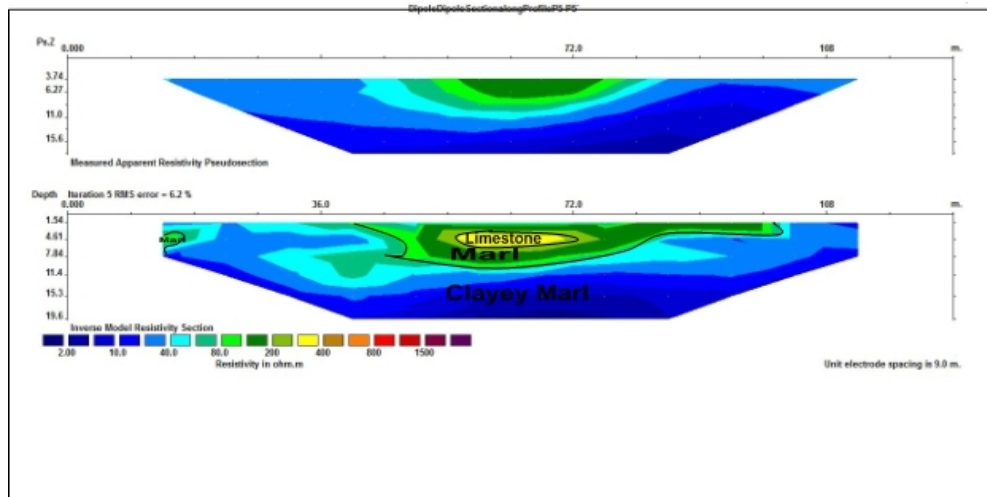 DipoleDipoleSectionalongProfileP5-P5'
Ps.Z 0.000 72.0 108 m.
3.74
6.27
11.0
15.6
Measured Apparent Resistivity Pseudosection
Depth Iteration 5 RMS error = 6.2 %
0.000 36.0 72.0 108 m.
1.54
4.61
7.84
11.4
15.3
19.6
Marl
Limestone
Marl
Clayey Marl
Inverse Model Resistivity Section
2.00 10.0 40.0 80.0 200 400 800 1500
Resistivity in ohm.m
Unit electrode spacing is 9.0 m.